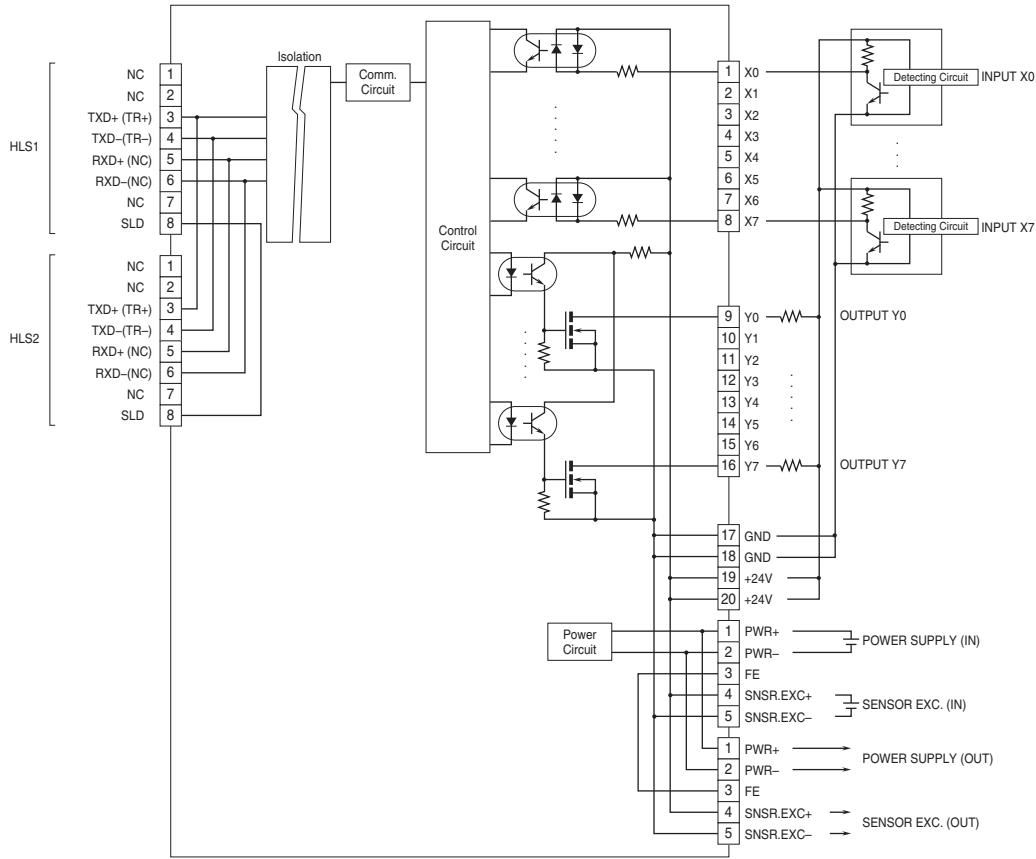 HLS1
NC 1
NC 2
TXD+ (TR+) 3
TXD–(TR–) 4
RXD+ (NC) 5
RXD–(NC) 6
NC 7
SLD 8
HLS2
NC 1
NC 2
TXD+ (TR+) 3
TXD–(TR–) 4
RXD+ (NC) 5
RXD–(NC) 6
NC 7
SLD 8
Isolation
Comm.
Circuit
Control
Circuit
Power
Circuit
1 X0
2 X1
3 X2
4 X3
5 X4
6 X5
7 X6
8 X7
9 Y0
10 Y1
11 Y2
12 Y3
13 Y4
14 Y5
15 Y6
16 Y7
17 GND
18 GND
19 +24V
20 +24V
Detecting Circuit INPUT X0
Detecting Circuit INPUT X7
OUTPUT Y0
OUTPUT Y7
1 PWR+
2 PWR–
3 FE
4 SNSR.EXC+
5 SNSR.EXC–
POWER SUPPLY (IN)
SENSOR EXC. (IN)
1 PWR+
2 PWR–
3 FE
4 SNSR.EXC+
5 SNSR.EXC–
POWER SUPPLY (OUT)
SENSOR EXC. (OUT)